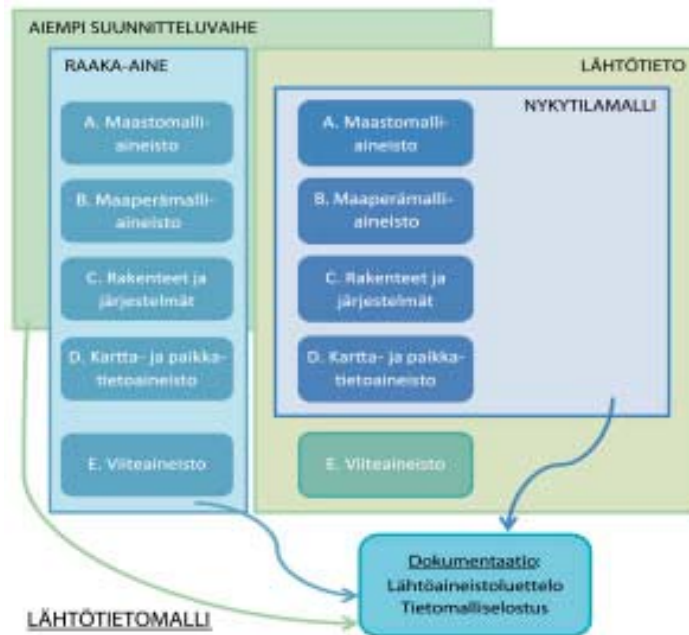 AIEMPI SUUNNITTELUVAIHE
RAAKA-AINE
A. Maastomalli-
aineisto
B. Maaperämalli-
aineisto
C. Rakenteet ja
järjestelmät
D. Kartta- ja paikka-
tietoaineisto
E. Viiteaineisto
LÄHTÖTIETO
NYKYTILAMALLI
A. Maastomalli-
aineisto
B. Maaperämalli-
aineisto
C. Rakenteet ja
järjestelmät
D. Kartta- ja paikka-
tietoaineisto
E. Viiteaineisto
Dokumentaatio:
Lähtöaineistoluettelo
Tietomalliselostus
LÄHTÖTIETOMALLI